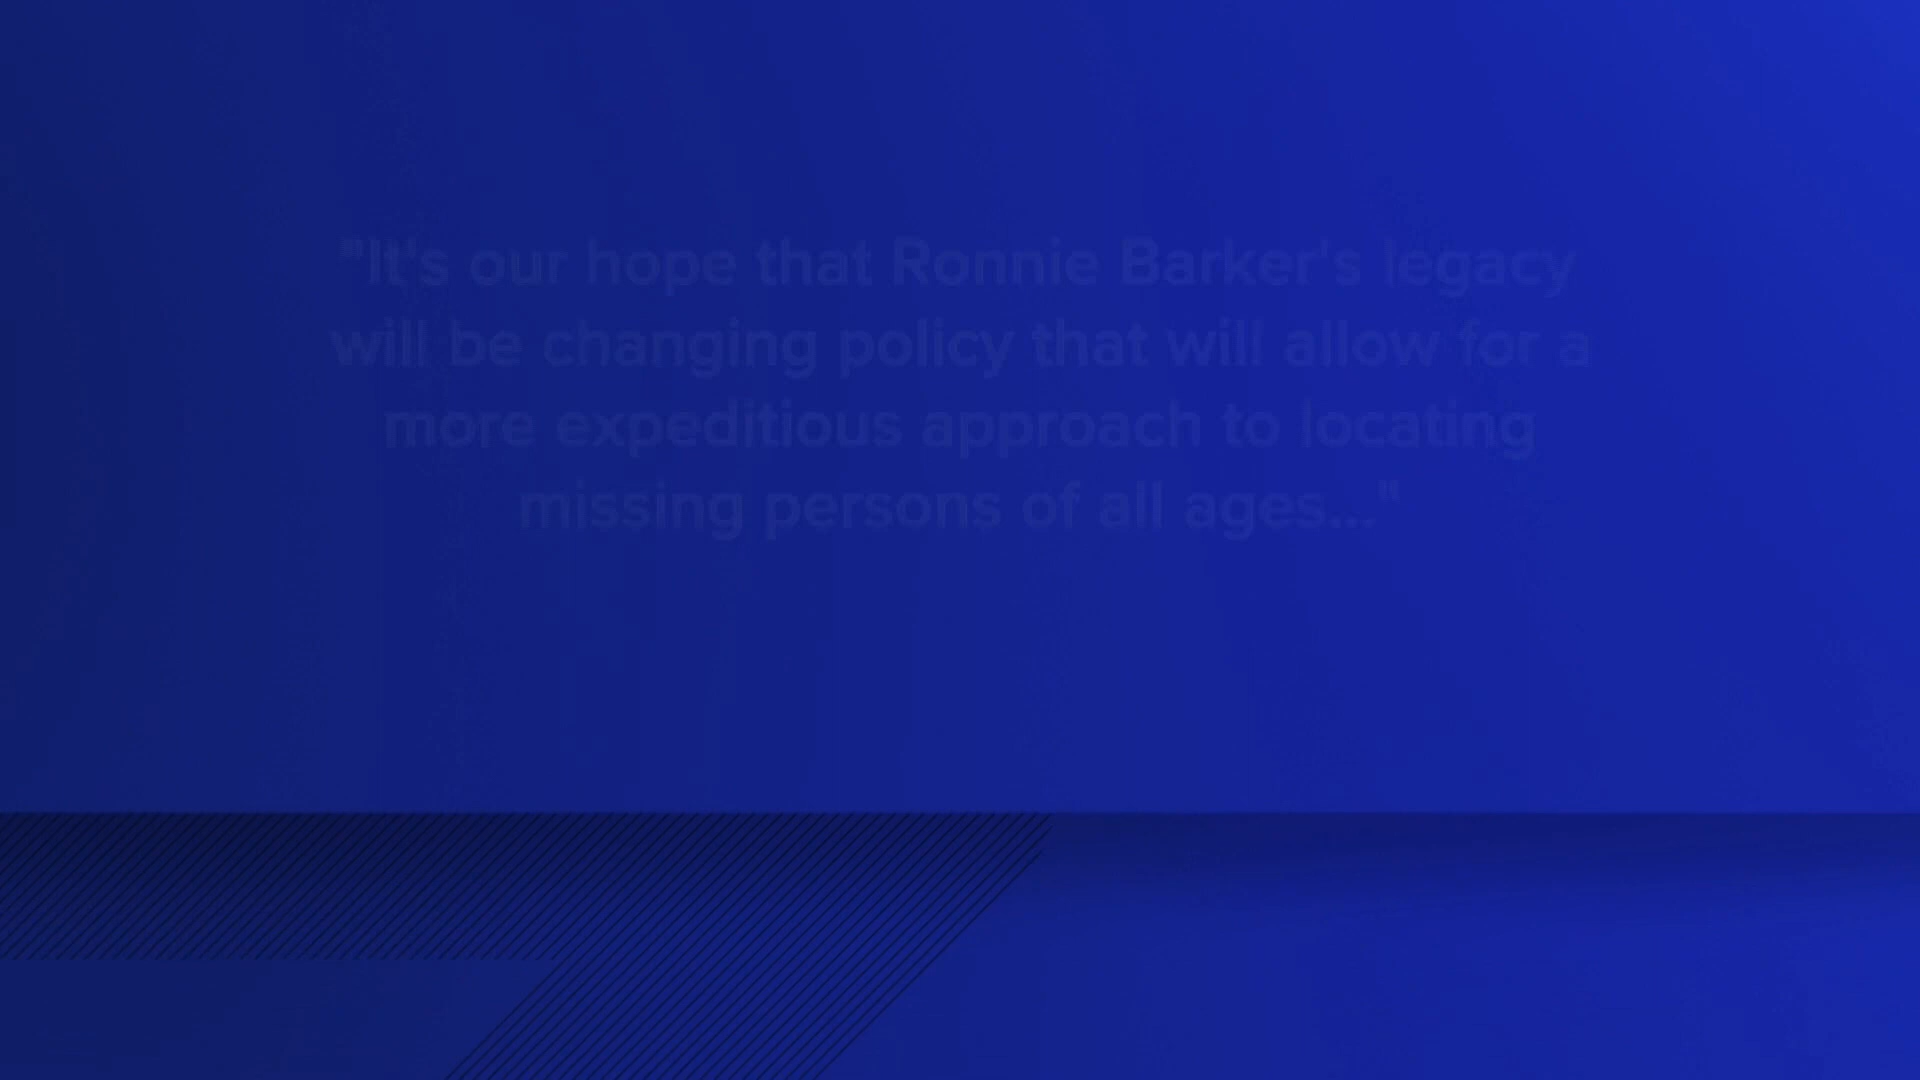 "It's our hope that Ronnie Barker's legacy
will be changing policy that will allow for a
more expeditious approach to locating
missing persons of all ages..."